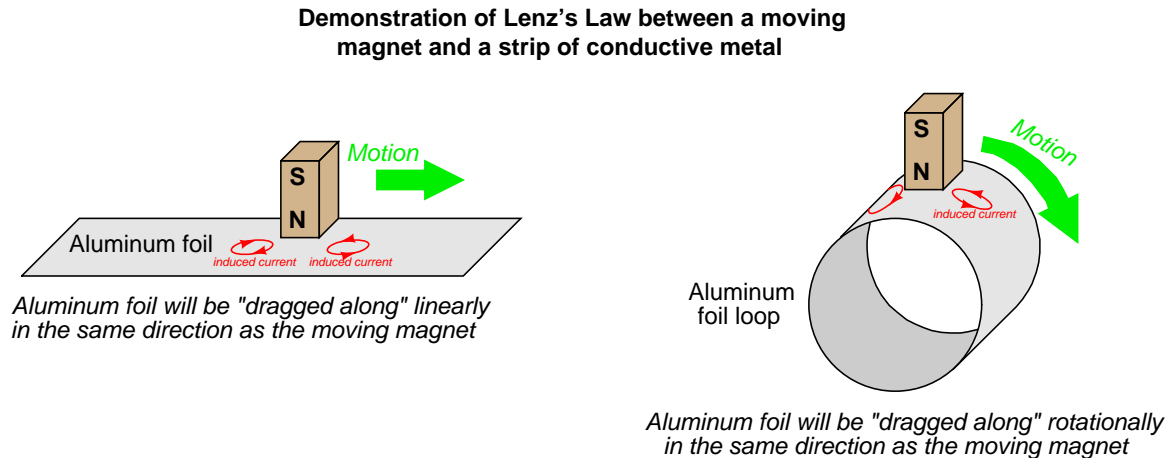 Demonstration of Lenz's Law between a moving
magnet and a strip of conductive metal
S
N
Motion
Aluminum foil
induced current
induced current
Aluminum foil will be "dragged along" linearly
in the same direction as the moving magnet
S
N
Motion
induced current
Aluminum
foil loop
Aluminum foil will be "dragged along" rotationally
in the same direction as the moving magnet